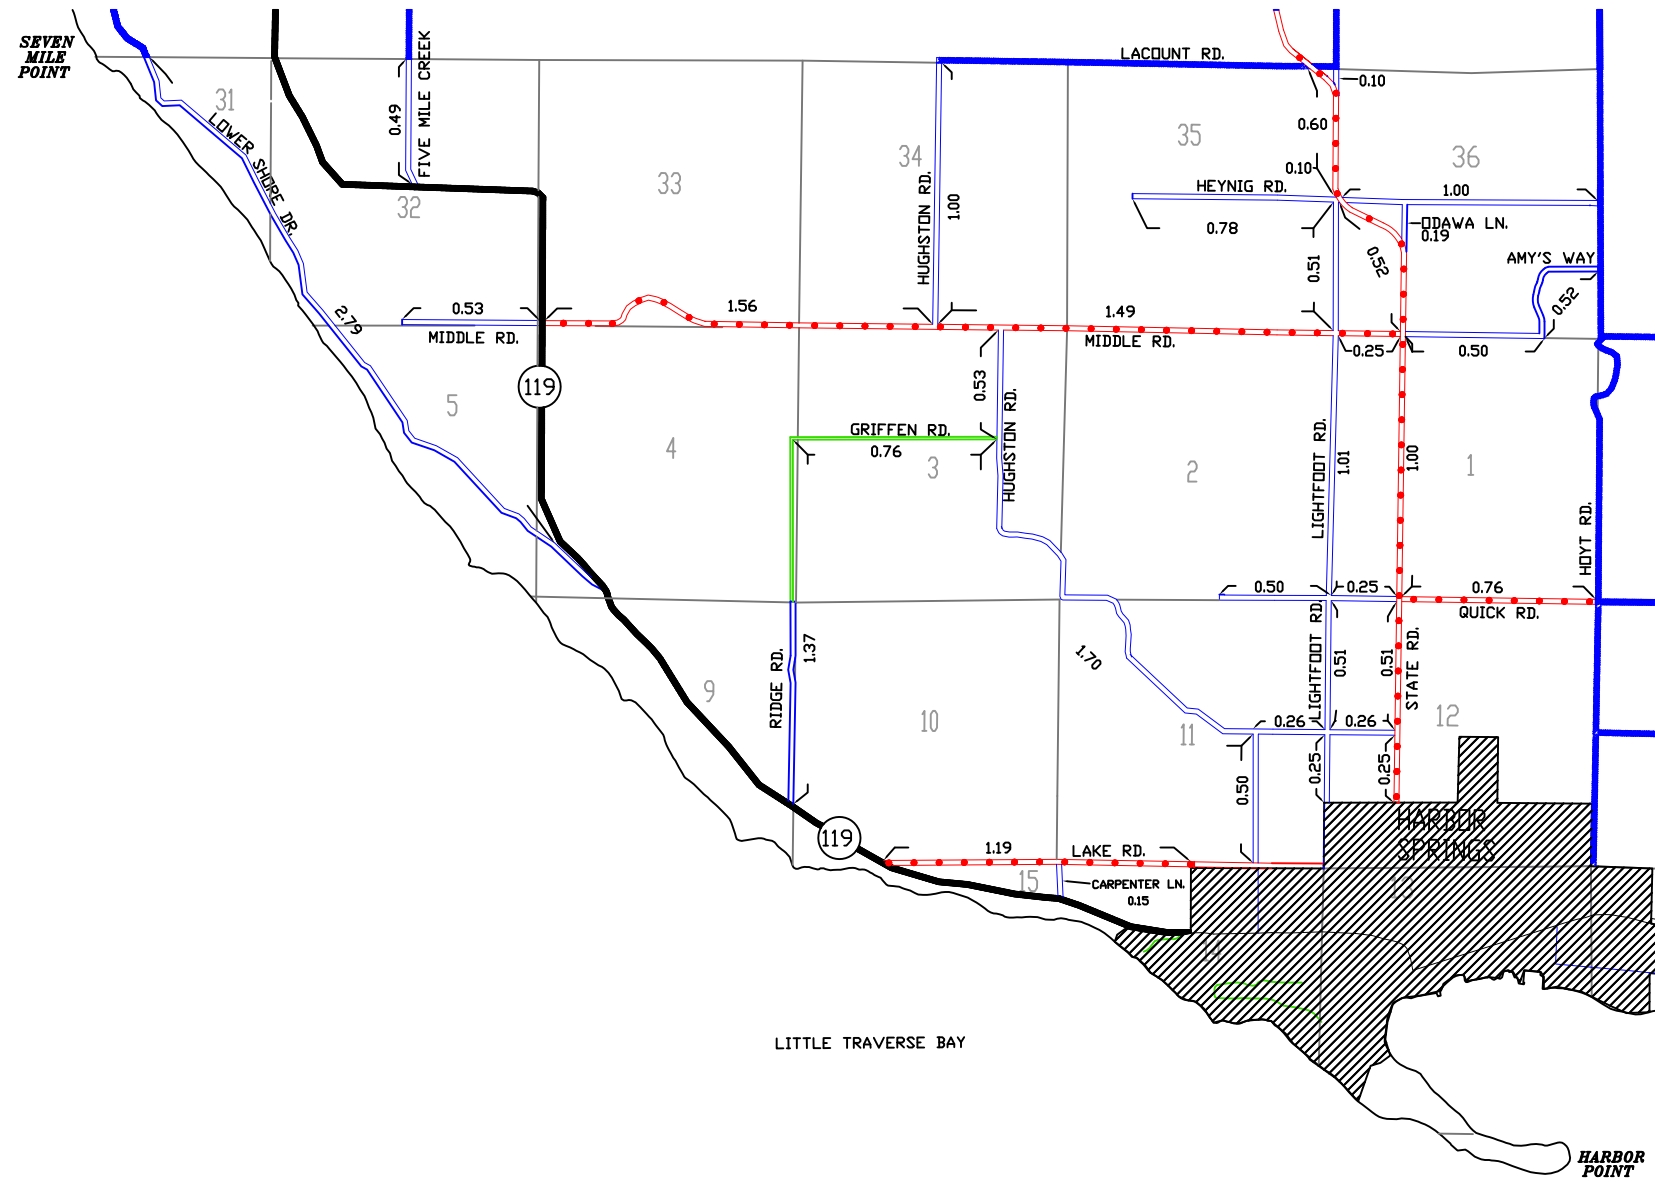 SEVEN
MILE
POINT
31
LOWER SHORE DR.
0.49
FIVE MILE CREEK
32
33
34
LACOUNT RD.
0.10
35
0.60
36
0.10
HEYNIG RD.
1.00
HUGHSTON RD.
1.00
0.78
ODAWA LN.
0.19
0.51
0.52
AMY'S WAY
0.52
2.79
0.53
MIDDLE RD.
1.56
1.49
MIDDLE RD.
0.25
0.50
119
5
4
0.53
HUGHSTON RD.
GRIFFEN RD.
0.76
3
2
LIGHTFOOT RD.
1.01
1.00
1
HOYT RD.
0.50
0.25
0.76
QUICK RD.
LIGHTFOOT RD.
0.51
0.51
STATE RD.
RIDGE RD.
1.37
1.70
9
10
11
12
0.26
0.26
0.50
0.25
0.25
119
HARBOR
SPRINGS
1.19
LAKE RD.
15
CARPENTER LN.
0.15
13
14
LITTLE TRAVERSE BAY
HARBOR
POINT